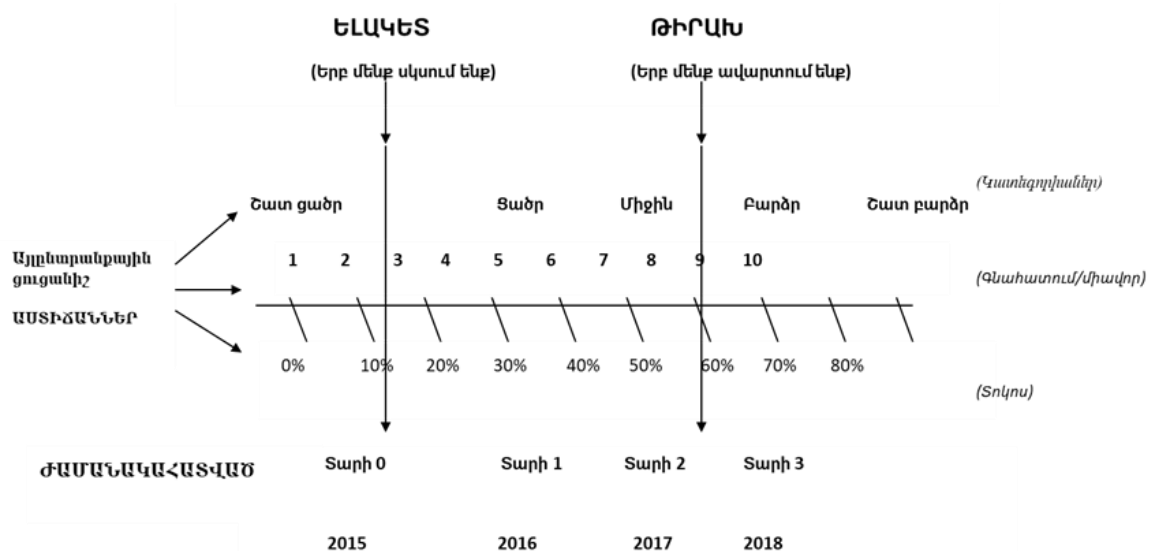 ԵԼԱԿԵՏ ԹԻՐԱԽ
(Երբ մենք սկսում ենք) (Երբ մենք ավարտում ենք)
(Կատեգորիաներ)
Շատ ցածր Ցածր Միջին Բարձր Շատ բարձր
Այլընտրանքային
ցուցանիշ
1 2 3 4 5 6 7 8 9 10
(Գնահատում/միավոր)
ԱՍՏԻՃԱՆՆԵՐ
0% 10% 20% 30% 40% 50% 60% 70% 80%
(Տոկոս)
ԺԱՄԱՆԱԿԱՀԱՏՎԱԾ Տարի 0 Տարի 1 Տարի 2 Տարի 3
2015 2016 2017 2018